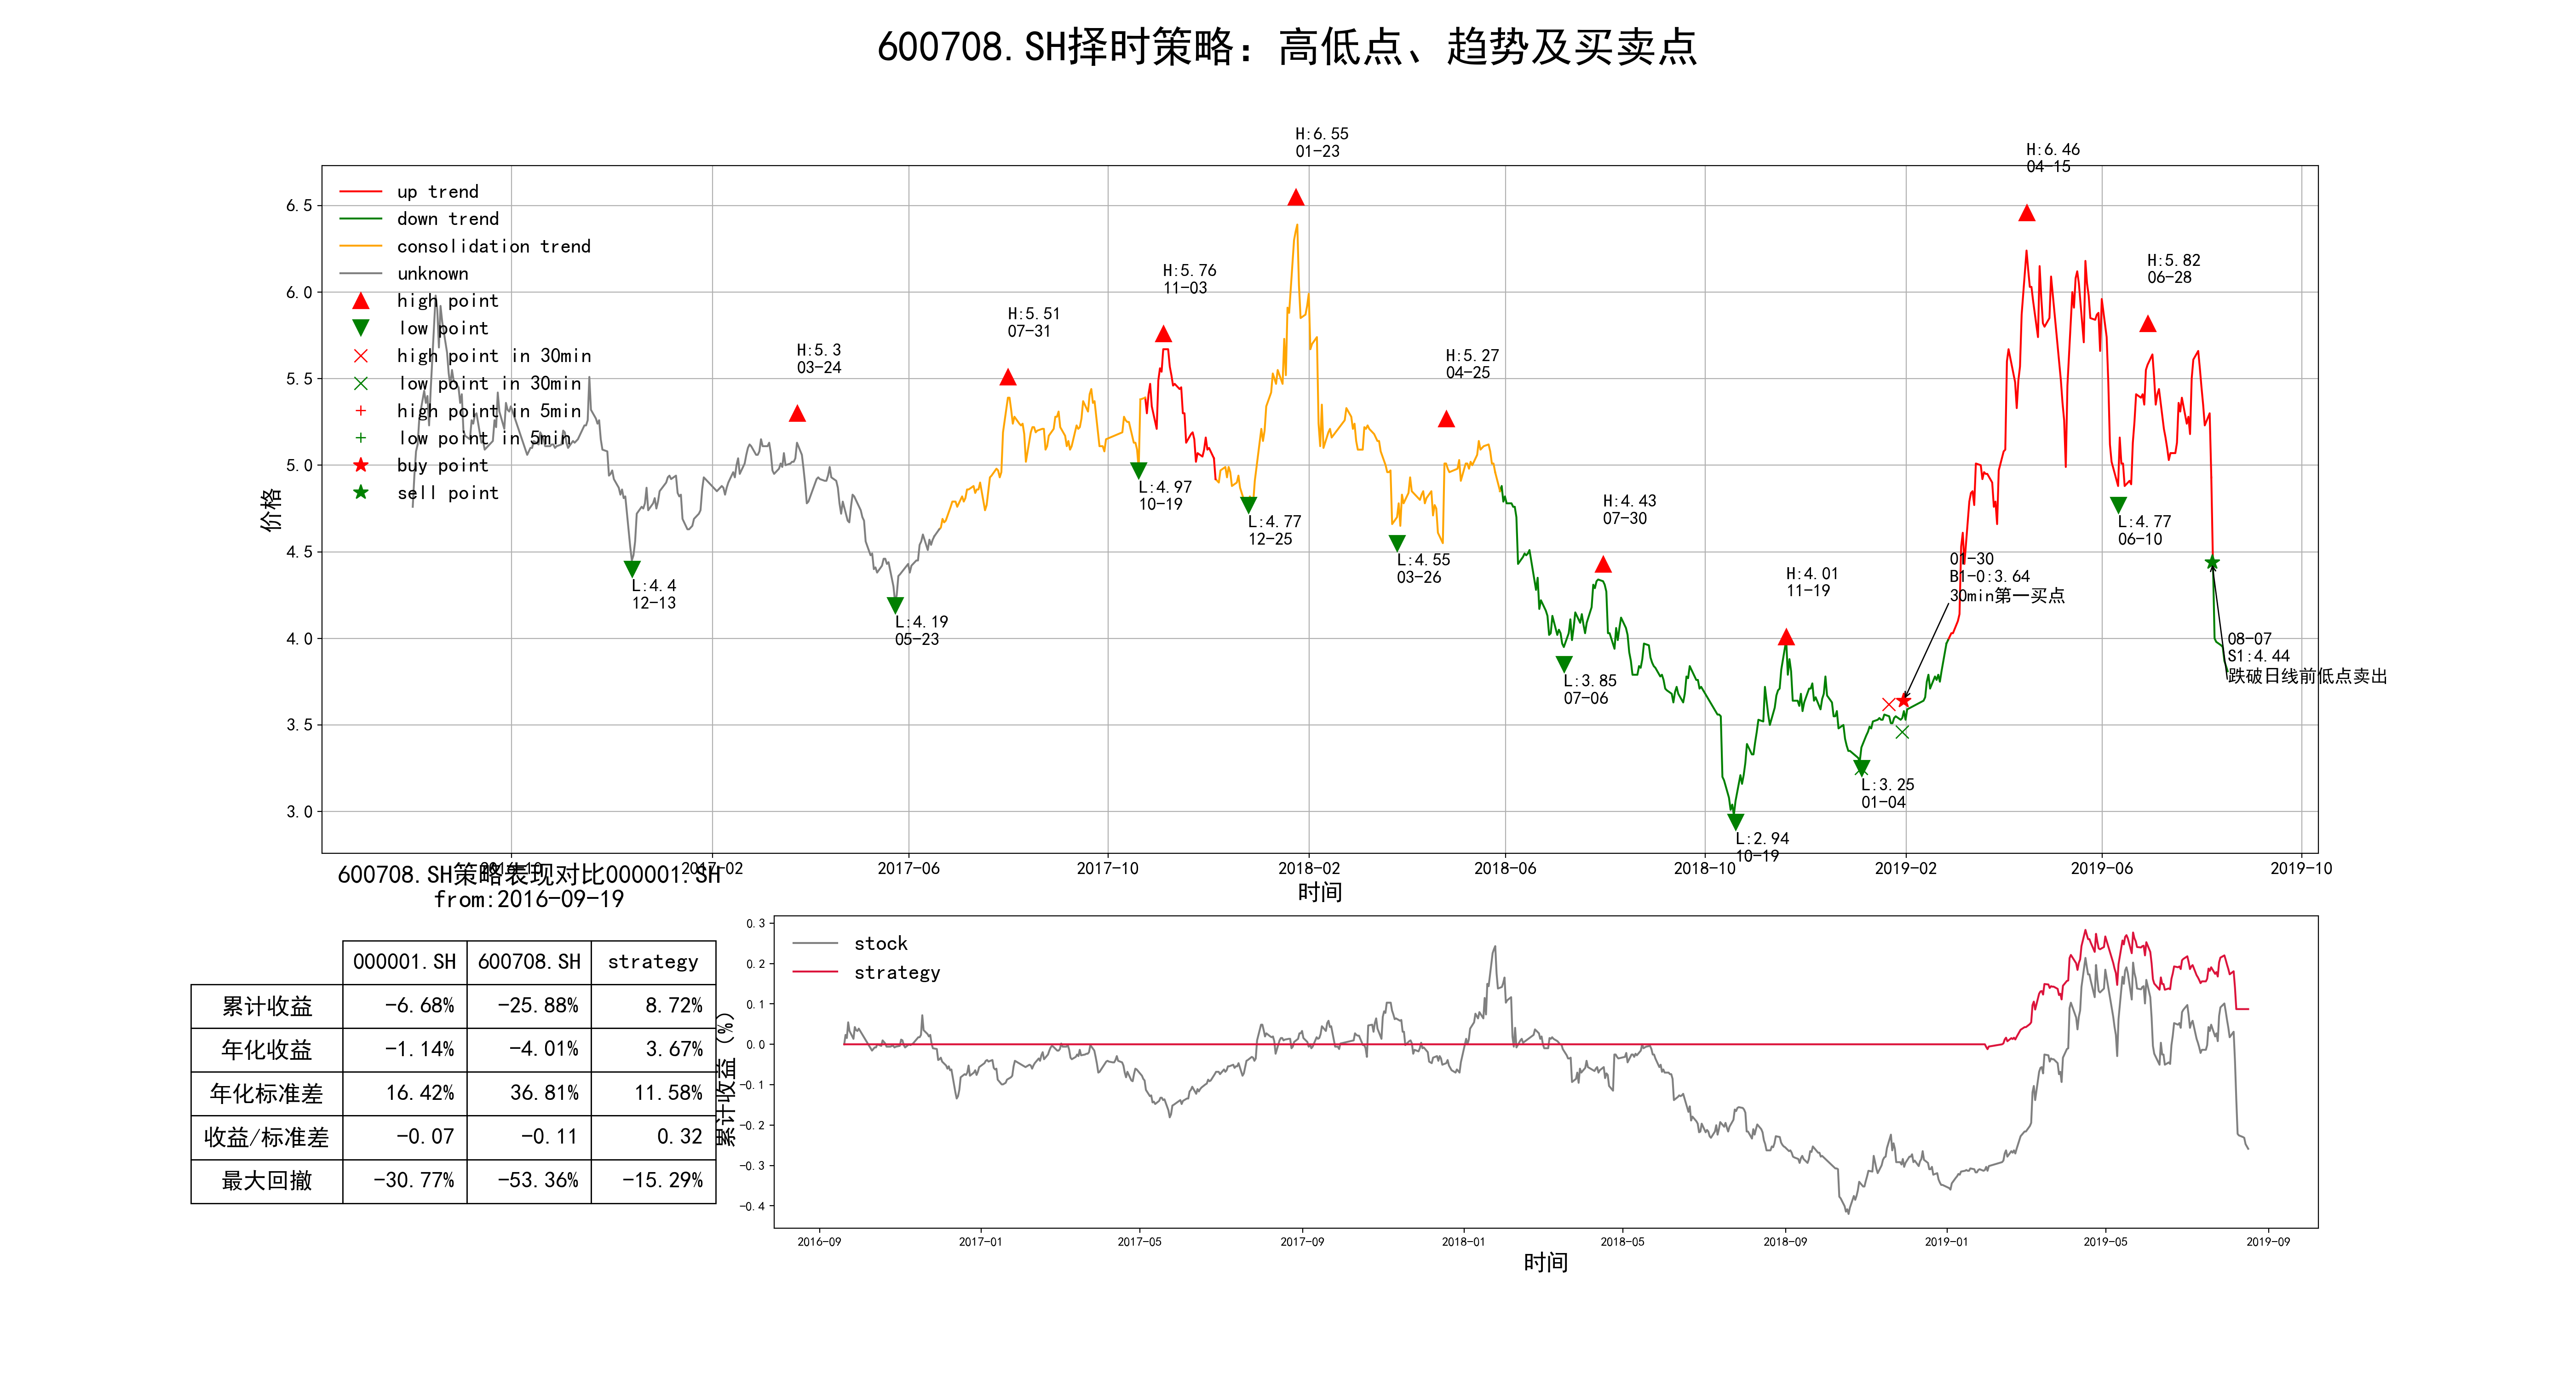 600708.SH择时策略：高低点、趋势及买卖点
H:6.55
01-23
H:6.46
04-15
H:5.82
06-28
H:5.76
11-03
H:5.51
07-31
H:5.3
03-24
H:5.27
04-25
H:4.43
07-30
H:4.01
11-19
up trend
down trend
consolidation trend
unknown
high point
low point
high point in 30min
low point in 30min
high point in 5min
low point in 5min
buy point
sell point
价格
6.5
6.0
5.5
5.0
4.5
4.0
3.5
3.0
L:4.4
12-13
L:4.19
05-23
L:4.97
10-19
L:4.77
12-25
L:4.55
03-26
L:3.85
07-06
L:2.94
10-19
L:3.25
01-04
L:4.77
06-10
01-30
B1-0:3.64
30min第一买点
08-07
S1:4.44
跌破日线前低点卖出
2016-10 2017-02 2017-06 2017-10 2018-02 2018-06 2018-10 2019-02 2019-06 2019-10
时间
600708.SH策略表现对比000001.SH
from:2016-09-19
000001.SH 600708.SH strategy
累计收益 -6.68% -25.88% 8.72%
年化收益 -1.14% -4.01% 3.67%
年化标准差 16.42% 36.81% 11.58%
收益/标准差 -0.07 -0.11 0.32
最大回撤 -30.77% -53.36% -15.29%
累计收益（%）
0.3
0.2
0.1
0.0
-0.1
-0.2
-0.3
-0.4
stock
strategy
2016-09 2017-01 2017-05 2017-09 2018-01 2018-05 2018-09 2019-01 2019-05 2019-09
时间